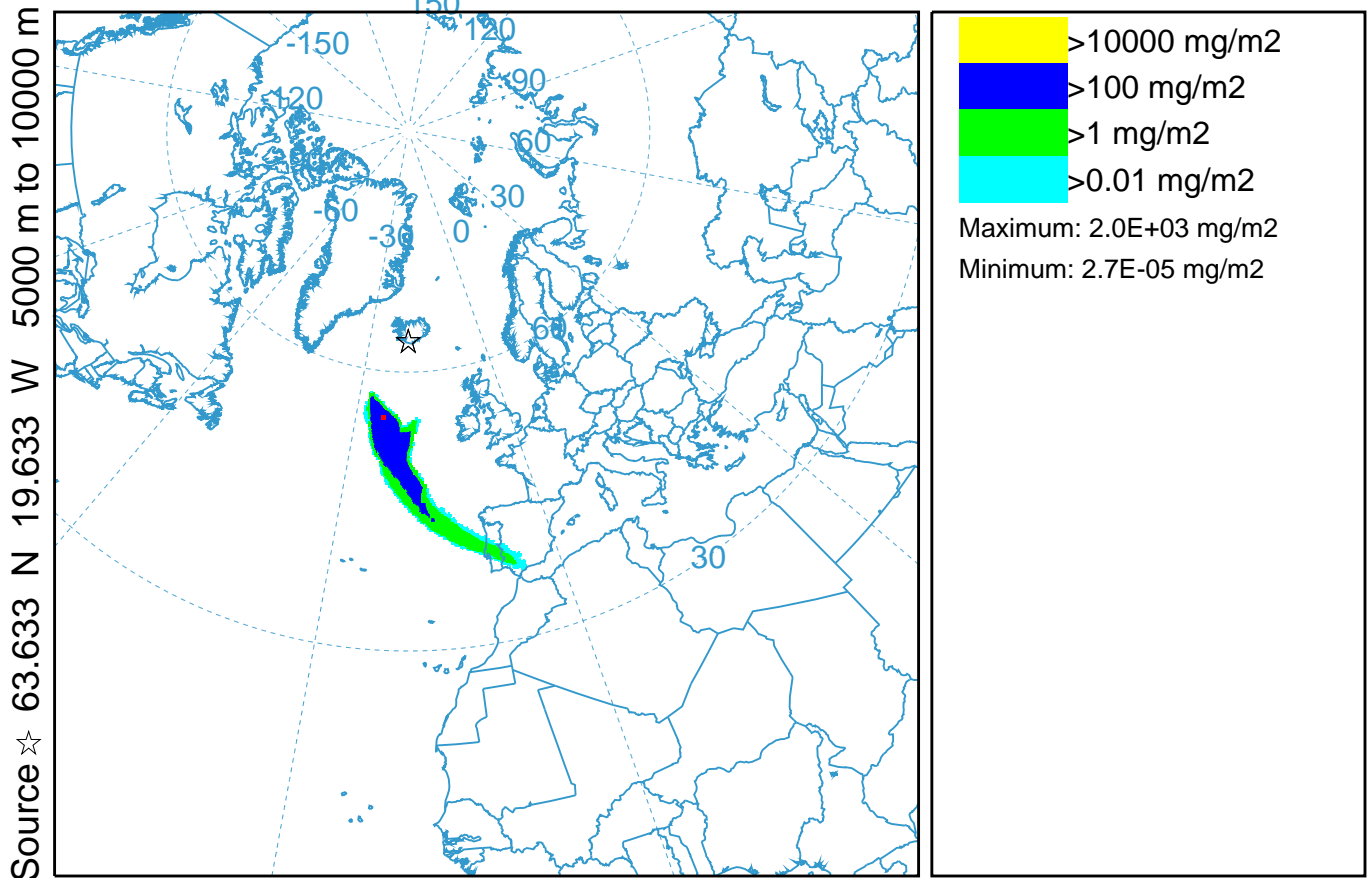 Source ☆ 63.633 N 19.633 W 5000 m to 10000 m
150
-150
120
-120
90
60
-60
30
-30
0
60
30
>10000 mg/m2
>100 mg/m2
>1 mg/m2
>0.01 mg/m2
Maximum: 2.0E+03 mg/m2
Minimum: 2.7E-05 mg/m2